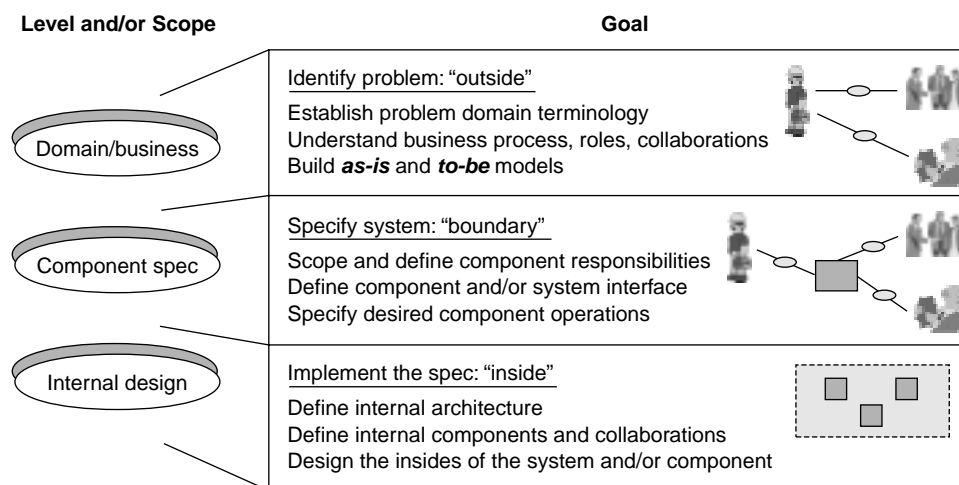 Level and/or Scope
Goal
Domain/business
Identify problem: “outside”
Establish problem domain terminology
Understand business process, roles, collaborations
Build as-is and to-be models
Component spec
Specify system: “boundary”
Scope and define component responsibilities
Define component and/or system interface
Specify desired component operations
Internal design
Implement the spec: “inside”
Define internal architecture
Define internal components and collaborations
Design the insides of the system and/or component